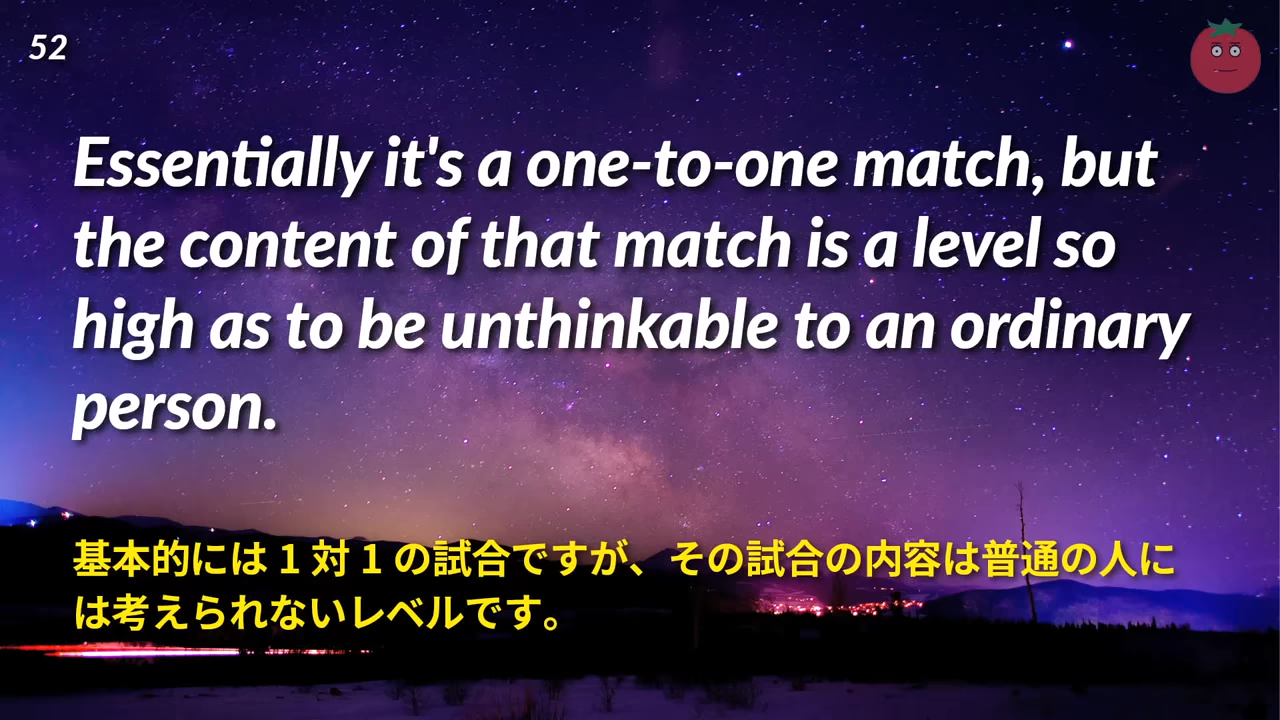 52
Essentially it's a one-to-one match, but
the content of that match is a level so
high as to be unthinkable to an ordinary
person.
基本的には 1 対 1 の試合ですが、その試合の内容は普通の人に
は考えられないレベルです。